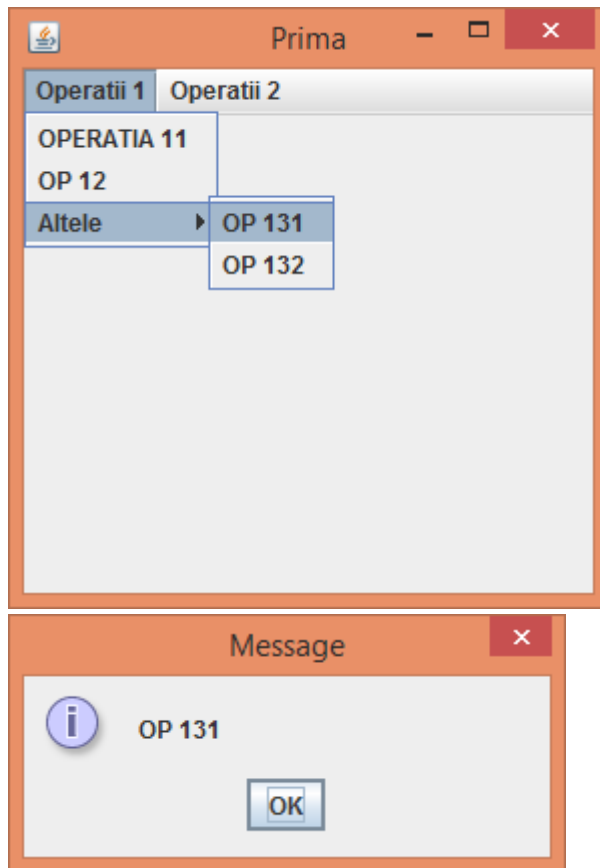 Prima
Operatii 1 Operatii 2
OPERATIA 11
OP 12
Altele OP 131
OP 132
Message
OP 131
OK